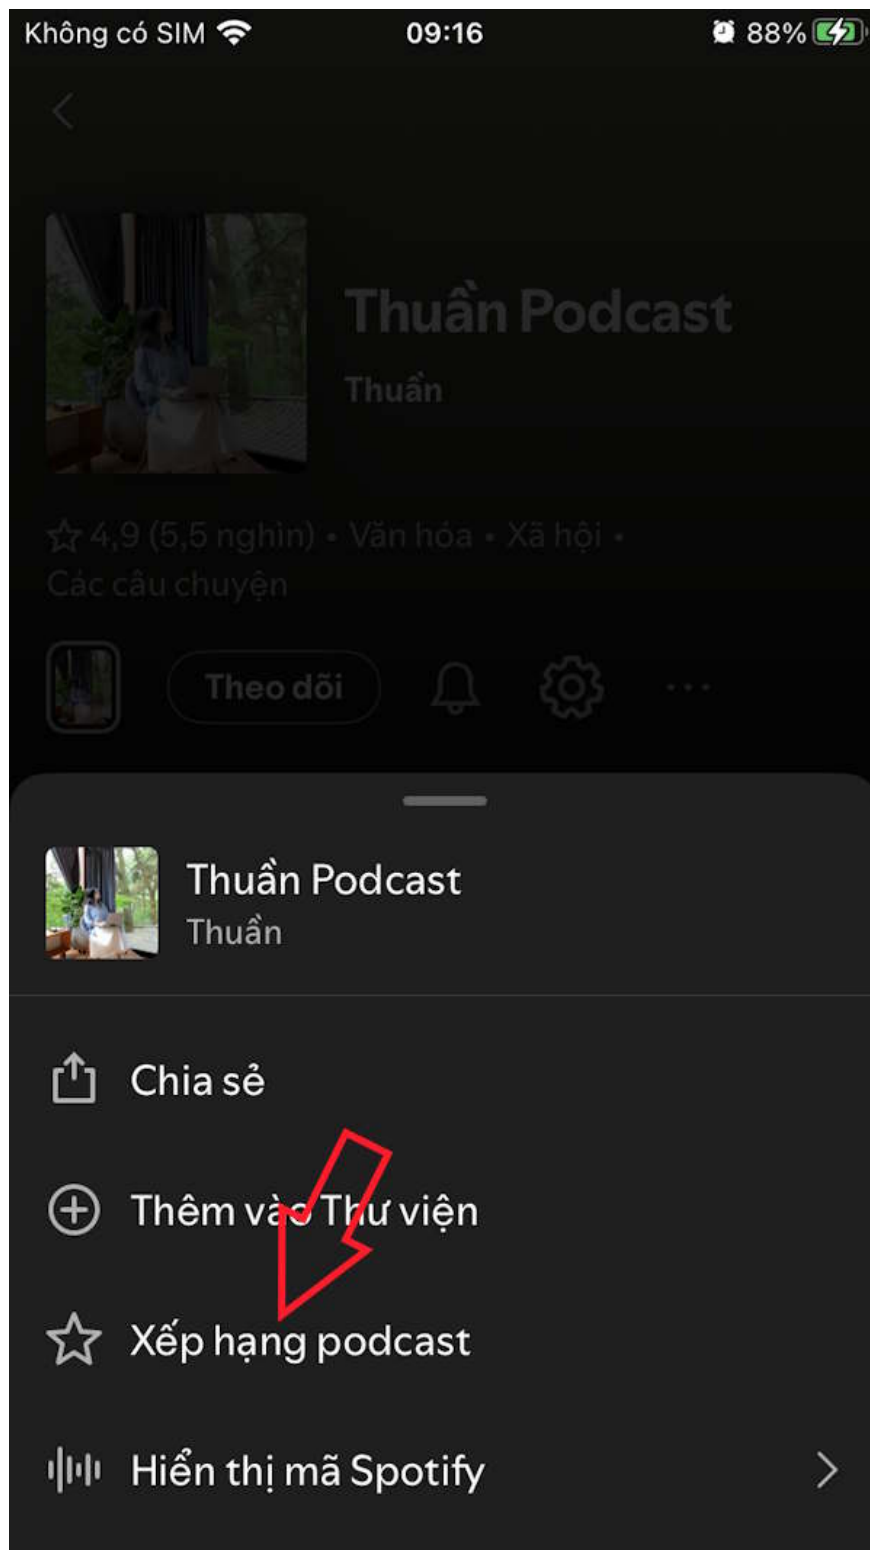 Không có SIM 09:16 88%
Thuần Podcast
Thuần
4,9 (5,5 nghìn) • Văn hóa • Xã hội •
Các câu chuyện
Theo dõi
Thuần Podcast
Thuần
Chia sẻ
Thêm vào Thư viện
Xếp hạng podcast
Hiển thị mã Spotify